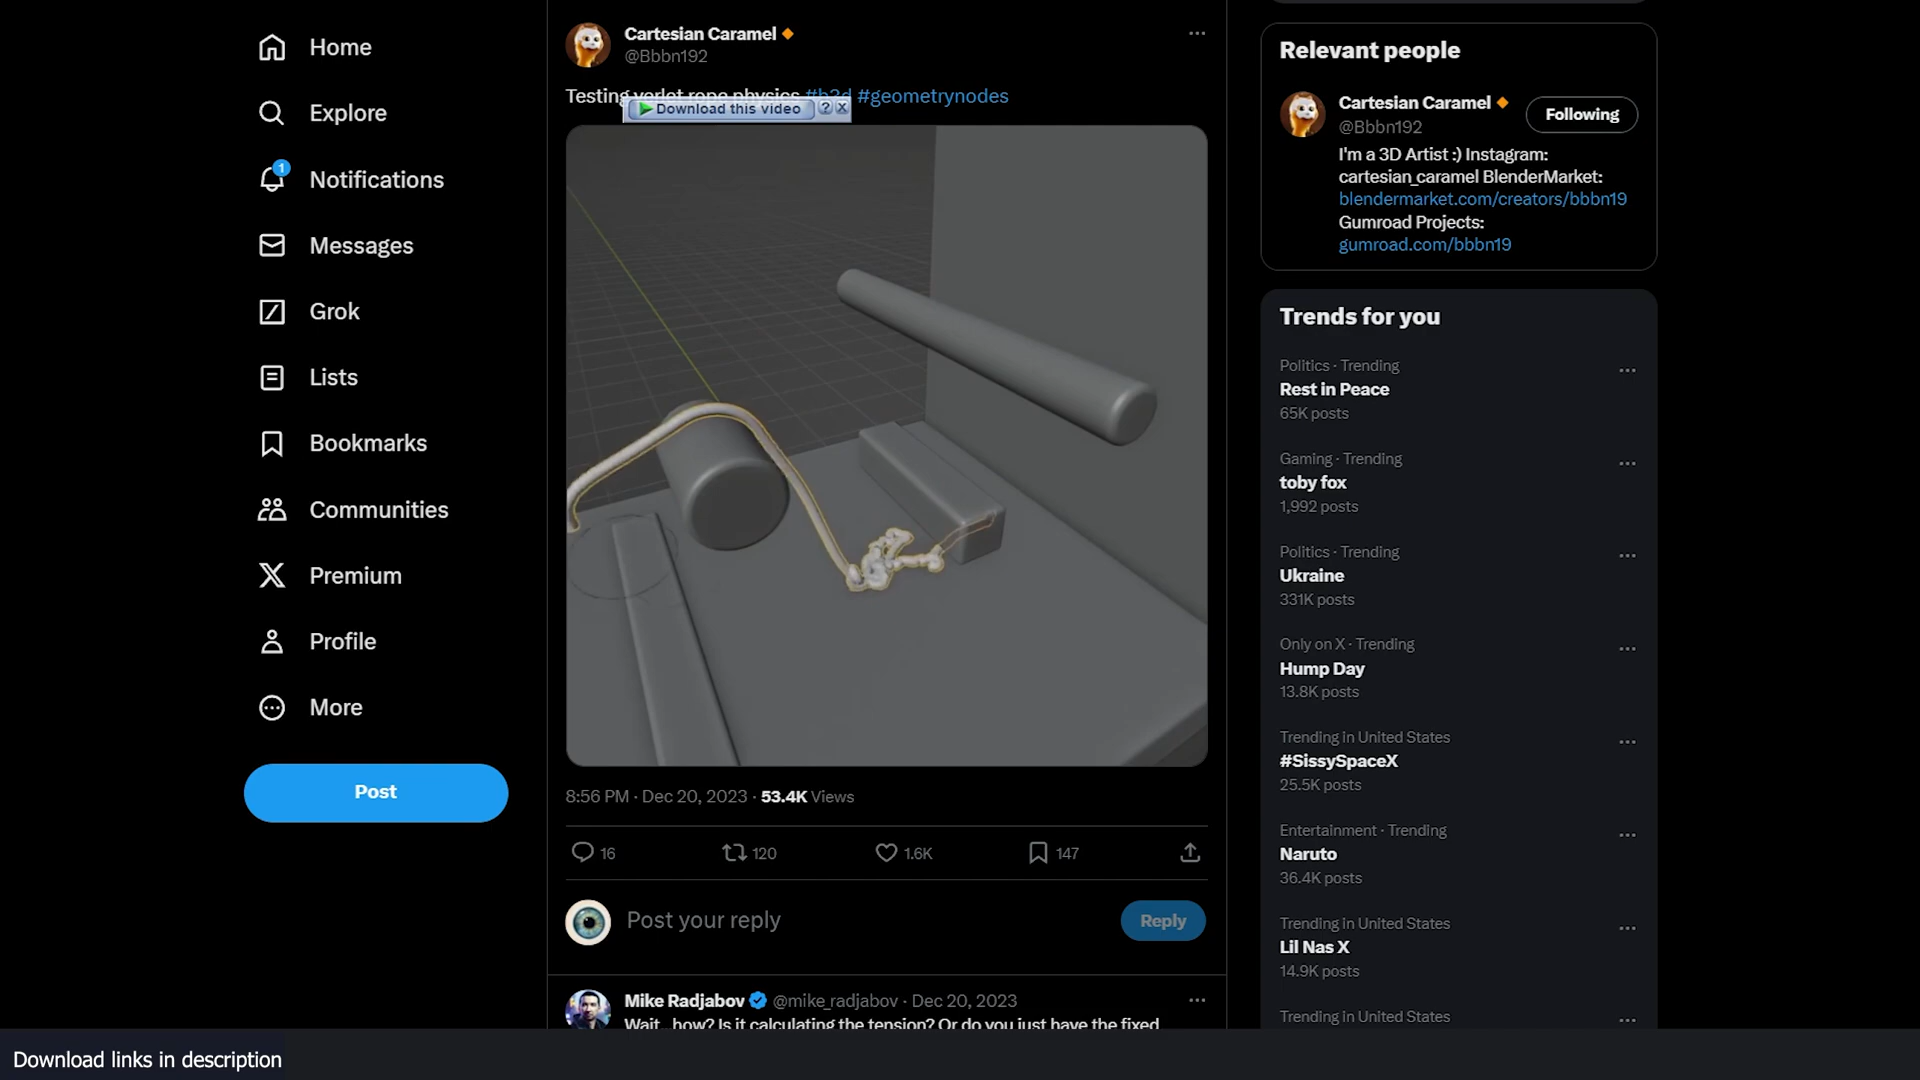 Home
Explore
1
Notifications
Messages
Grok
Lists
Bookmarks
Communities
Premium
Profile
More
Post
Cartesian Caramel
@Bbbn192
Testing verlet rope physics #b3d #geometrynodes
Download this video
8:56 PM · Dec 20, 2023 · 53.4K Views
16
120
1.6K
147
Post your reply
Reply
Mike Radjabov @mike_radjabov · Dec 20, 2023
Wait.. how? Is it calculating the tension? Or do you just have the fixed
Relevant people
Cartesian Caramel
@Bbbn192
Following
I'm a 3D Artist :) Instagram:
cartesian_caramel BlenderMarket:
blendermarket.com/creators/bbbn19
Gumroad Projects:
gumroad.com/bbbn19
Trends for you
Politics · Trending
Rest in Peace
65K posts
Gaming · Trending
toby fox
1,992 posts
Politics · Trending
Ukraine
331K posts
Only on X · Trending
Hump Day
13.8K posts
Trending in United States
#SissySpaceX
25.5K posts
Entertainment · Trending
Naruto
36.4K posts
Trending in United States
Lil Nas X
14.9K posts
Trending in United States
Download links in description